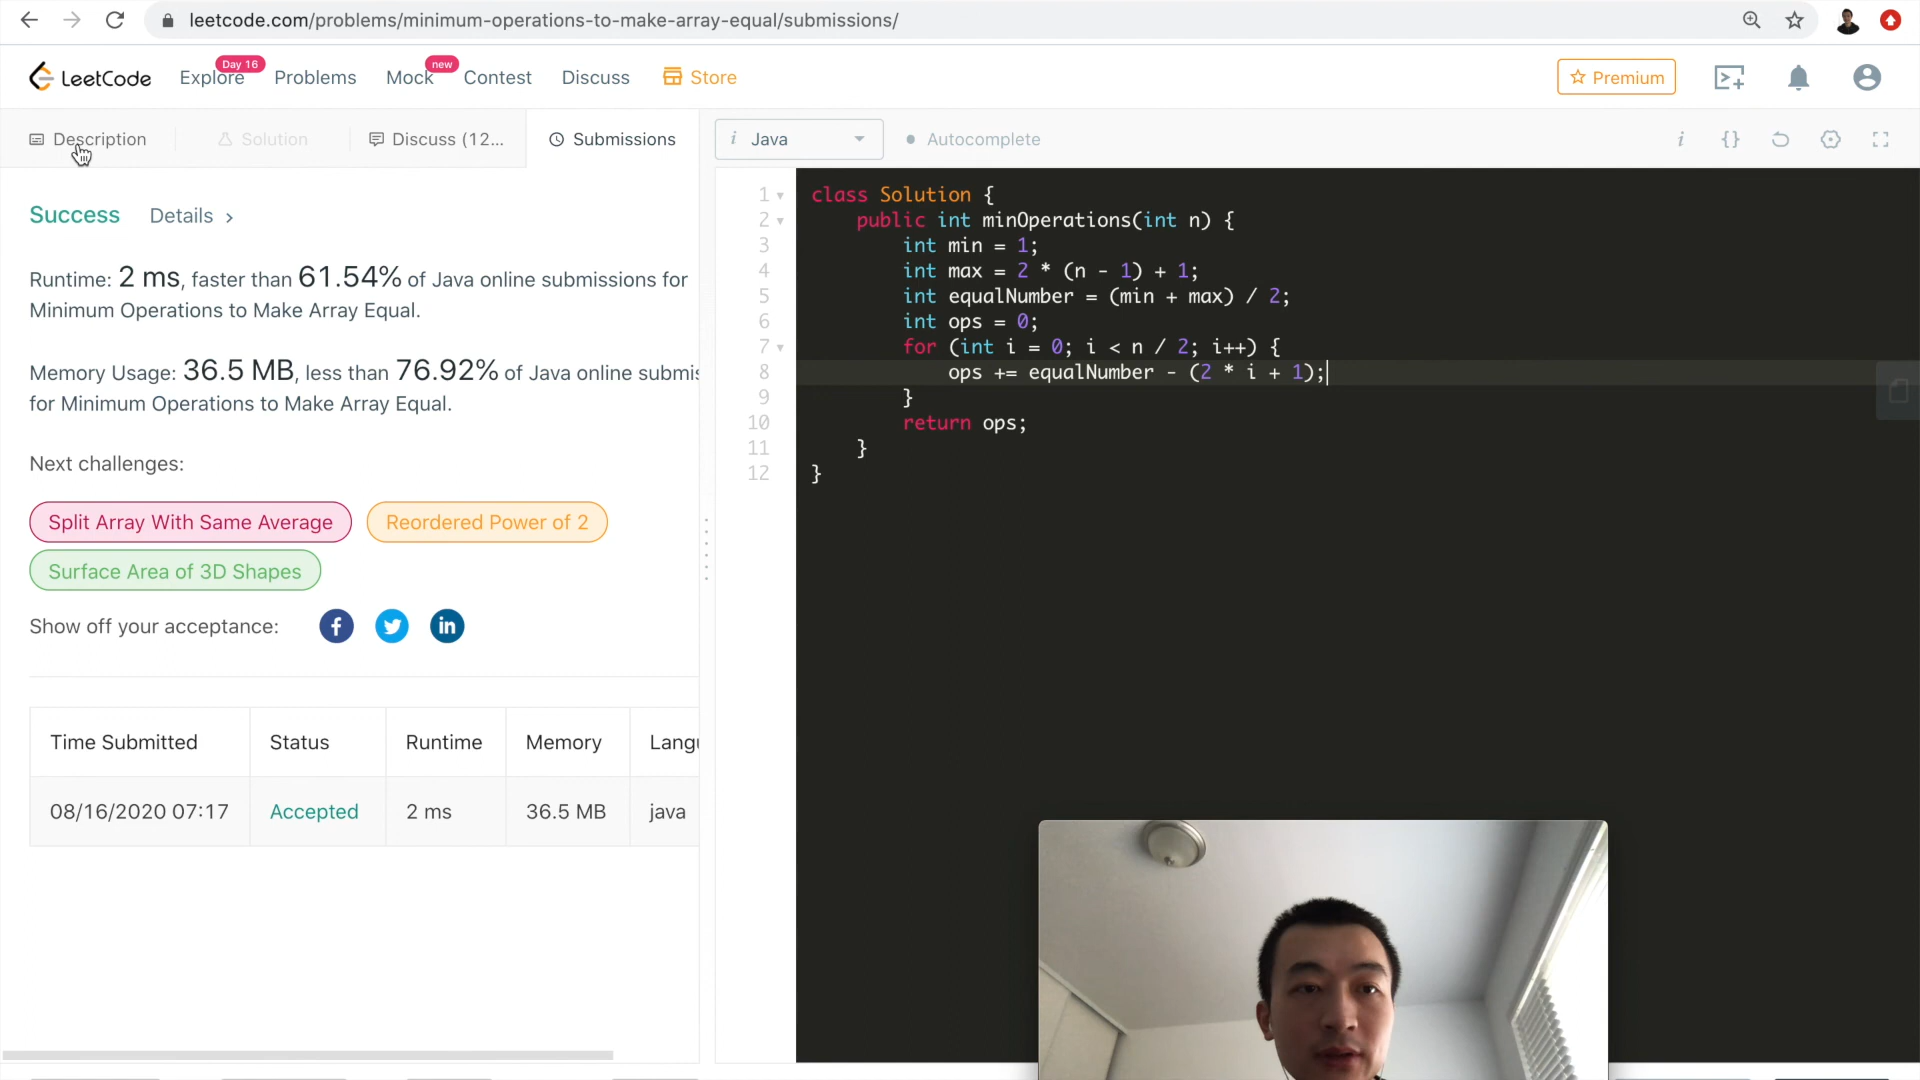 leetcode.com/problems/minimum-operations-to-make-array-equal/submissions/
LeetCode Explore Day 16 Problems Mock new Contest Discuss Store Premium
Description Solution Discuss (12... Submissions
i Java Autocomplete i {}
Success Details >
Runtime: 2 ms, faster than 61.54% of Java online submissions for
Minimum Operations to Make Array Equal.
Memory Usage: 36.5 MB, less than 76.92% of Java online submis
for Minimum Operations to Make Array Equal.
Next challenges:
Split Array With Same Average Reordered Power of 2
Surface Area of 3D Shapes
Show off your acceptance: f in
Time Submitted Status Runtime Memory Langu
08/16/2020 07:17 Accepted 2 ms 36.5 MB java
1 class Solution {
2 public int minOperations(int n) {
3 int min = 1;
4 int max = 2 * (n - 1) + 1;
5 int equalNumber = (min + max) / 2;
6 int ops = 0;
7 for (int i = 0; i < n / 2; i++) {
8 ops += equalNumber - (2 * i + 1);
9 }
10 return ops;
11 }
12 }